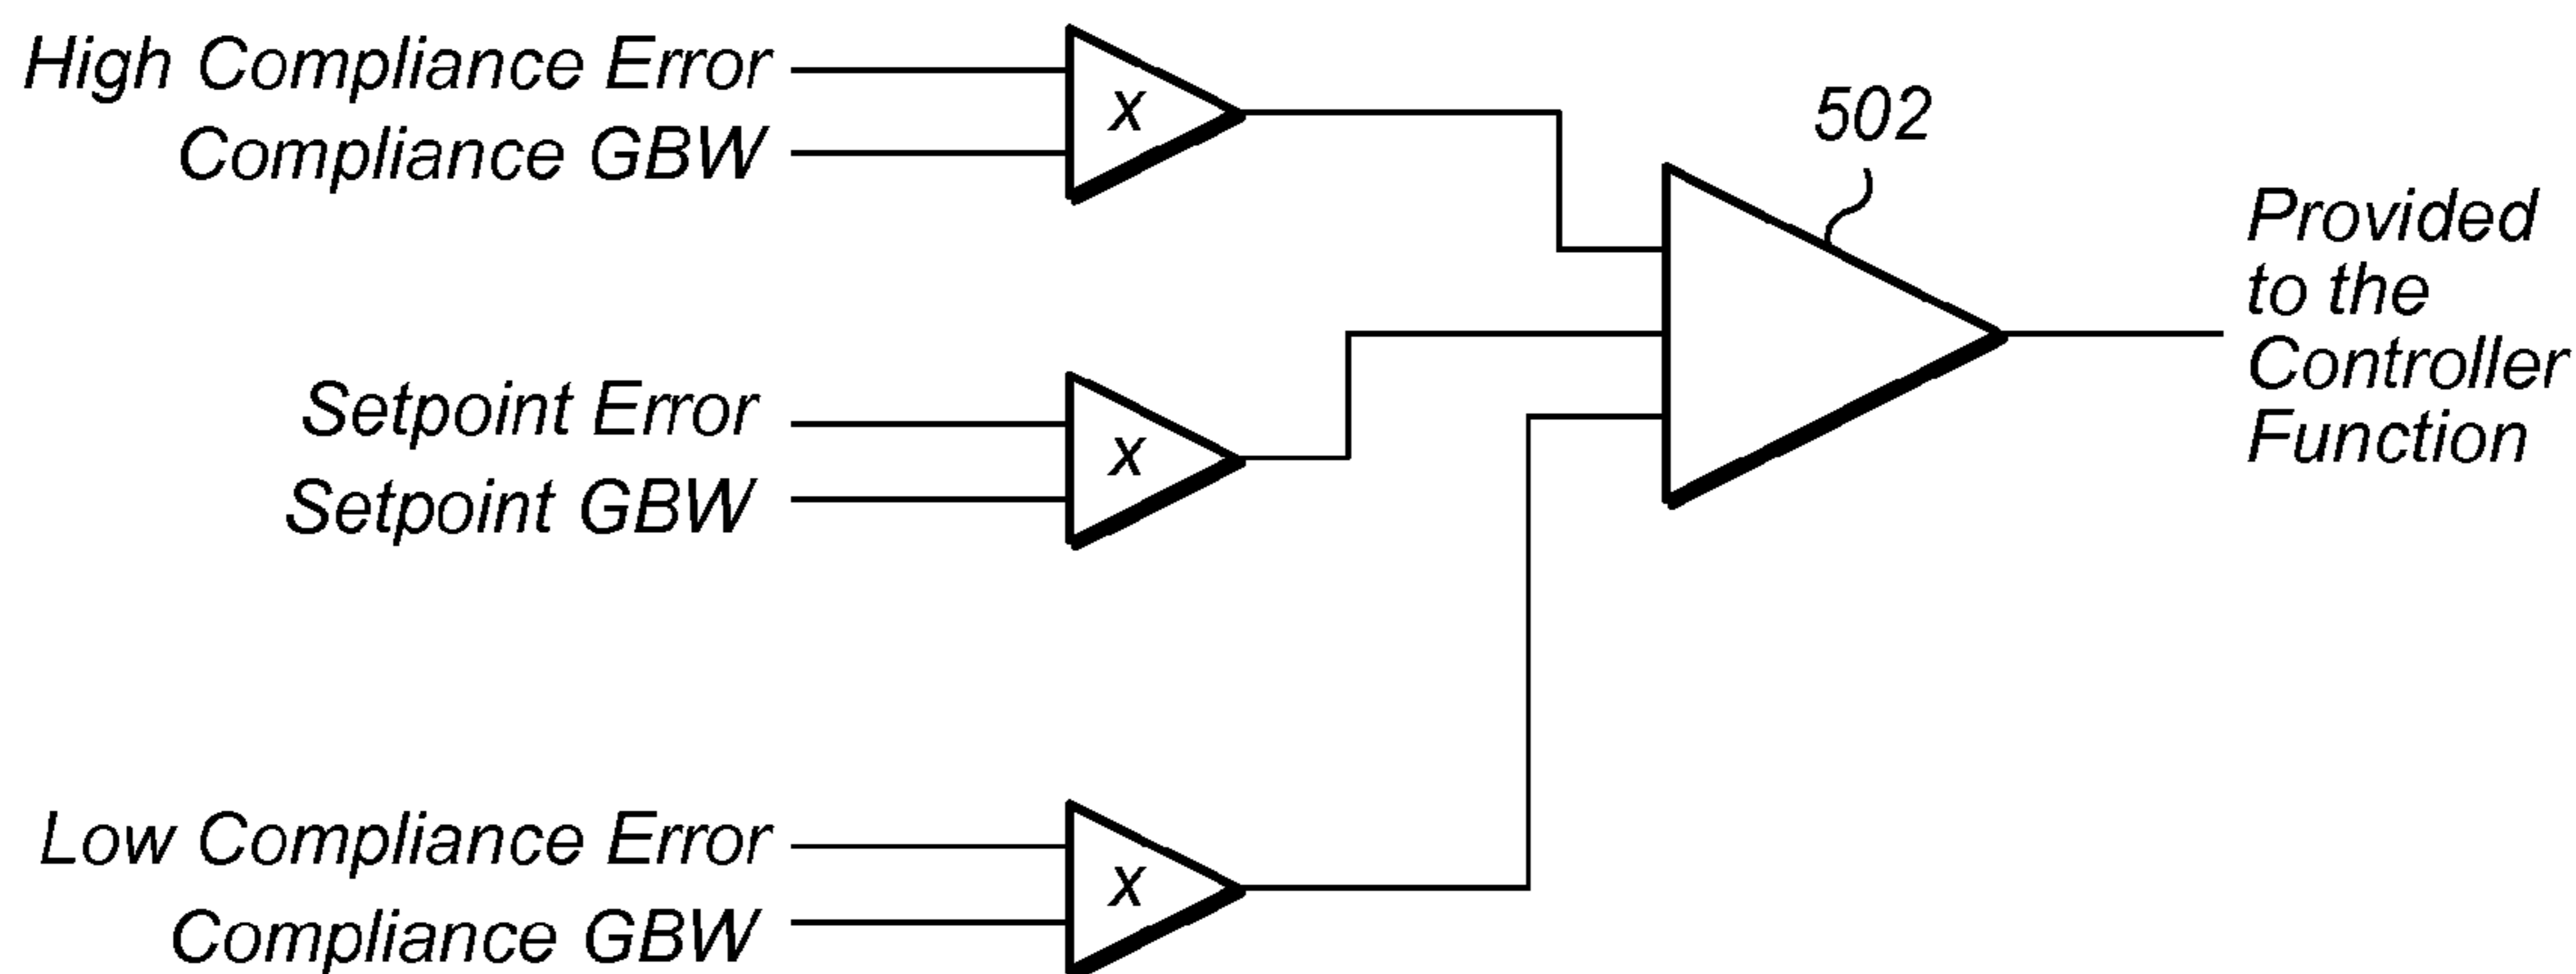 High Compliance Error
Compliance GBW
x
502
Provided
to the
Controller
Function
Setpoint Error
Setpoint GBW
x
Low Compliance Error
Compliance GBW
x